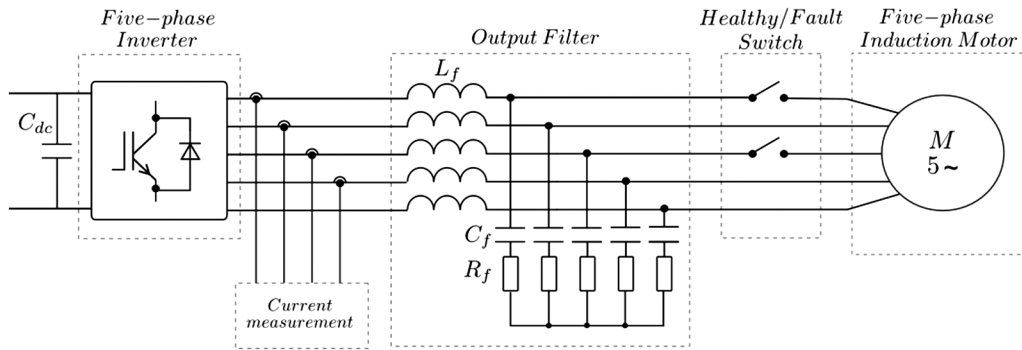 Five−phase
Inverter
Output Filter
Healthy/Fault
Switch
Five−phase
Induction Motor
L_f
C_dc
M
5~
C_f
R_f
Current
measurement